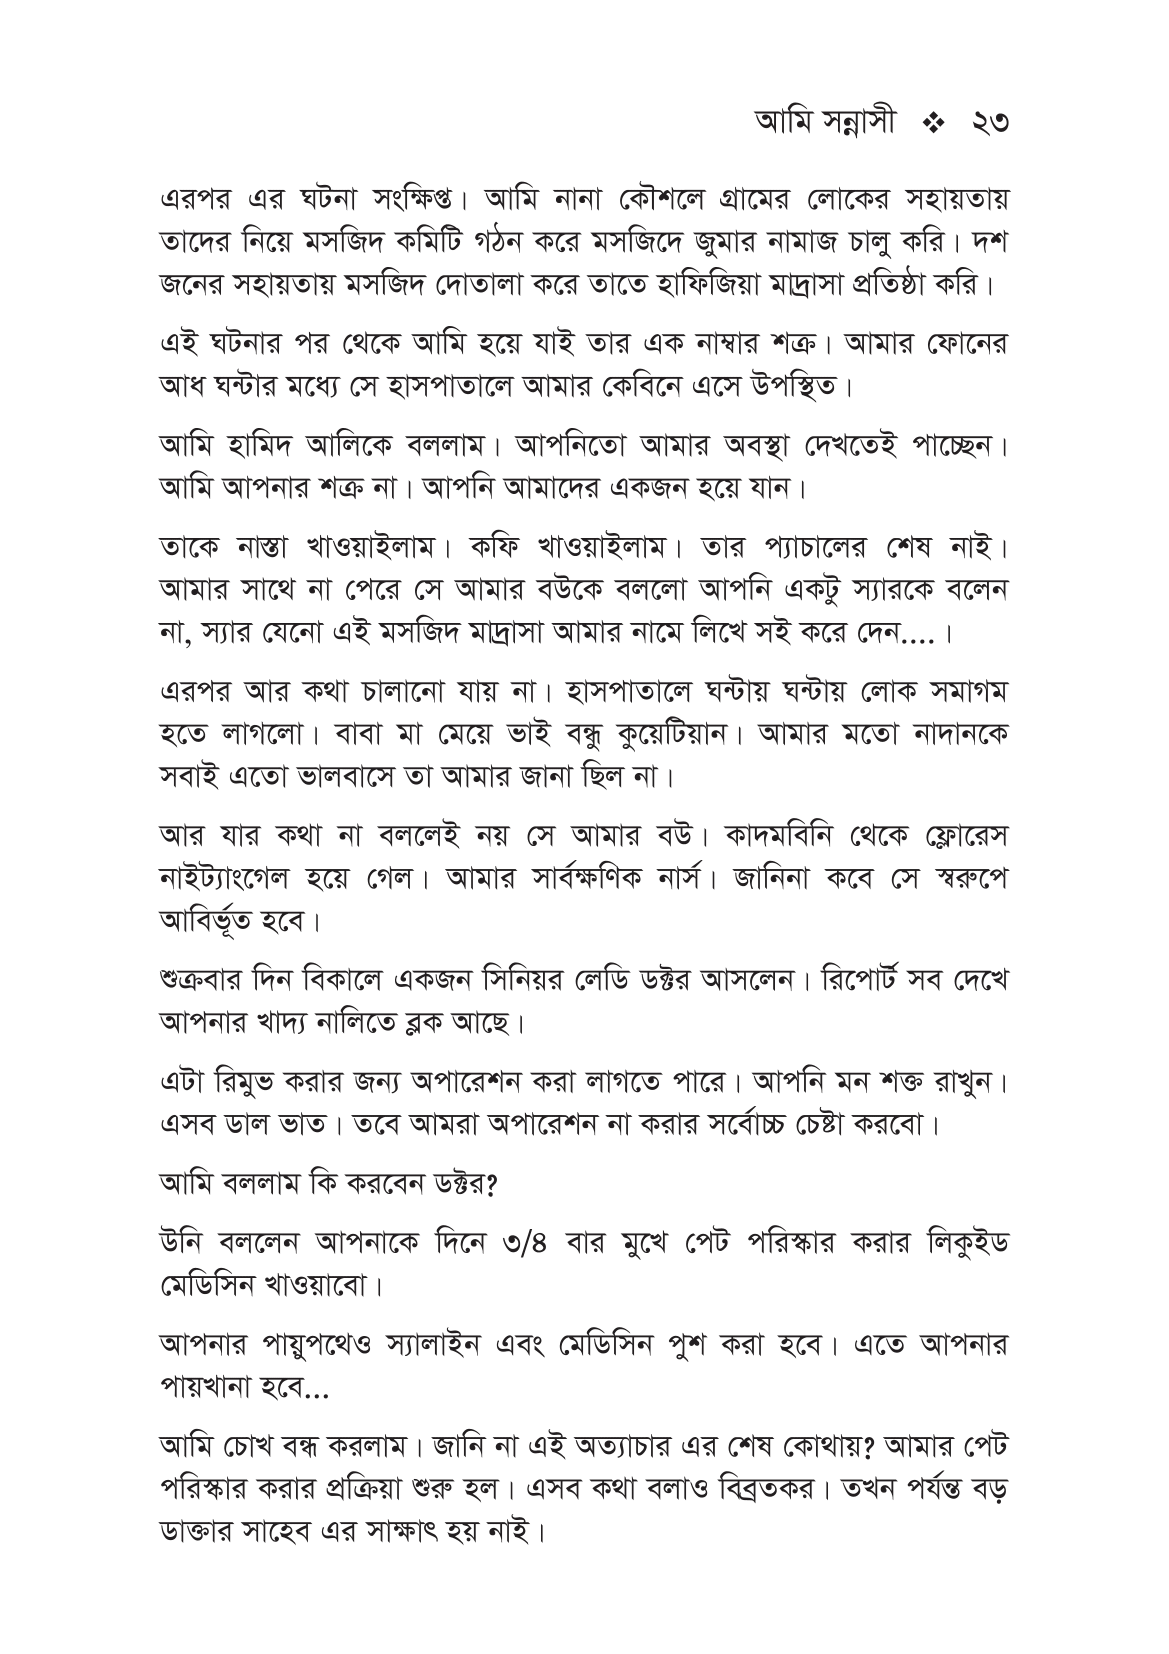 আমি সন্নাসী ❖ ২৩
এরপর এর ঘটনা সংক্ষিপ্ত। আমি নানা কৌশলে গ্রামের লোকের সহায়তায়
তাদের নিয়ে মসজিদ কমিটি গঠন করে মসজিদে জুমার নামাজ চালু করি। দশ
জনের সহায়তায় মসজিদ দোতালা করে তাতে হাফিজিয়া মাদ্রাসা প্রতিষ্ঠা করি।
এই ঘটনার পর থেকে আমি হয়ে যাই তার এক নাম্বার শত্রু। আমার ফোনের
আধ ঘন্টার মধ্যে সে হাসপাতালে আমার কেবিনে এসে উপস্থিত।
আমি হামিদ আলিকে বললাম। আপনিতো আমার অবস্থা দেখতেই পাচ্ছেন।
আমি আপনার শত্রু না। আপনি আমাদের একজন হয়ে যান।
তাকে নাস্তা খাওয়াইলাম। কফি খাওয়াইলাম। তার প্যাচালের শেষ নাই।
আমার সাথে না পেরে সে আমার বউকে বললো আপনি একটু স্যারকে বলেন
না, স্যার যেনো এই মসজিদ মাদ্রাসা আমার নামে লিখে সই করে দেন....।
এরপর আর কথা চালানো যায় না। হাসপাতালে ঘন্টায় ঘন্টায় লোক সমাগম
হতে লাগলো। বাবা মা মেয়ে ভাই বন্ধু কুয়েটিয়ান। আমার মতো নাদানকে
সবাই এতো ভালবাসে তা আমার জানা ছিল না।
আর যার কথা না বললেই নয় সে আমার বউ। কাদমবিনি থেকে ফ্লোরেস
নাইট্যাংগেল হয়ে গেল। আমার সার্বক্ষণিক নার্স। জানিনা কবে সে স্বরুপে
আবির্ভূত হবে।
শুক্রবার দিন বিকালে একজন সিনিয়র লেডি ডক্টর আসলেন। রিপোর্ট সব দেখে
আপনার খাদ্য নালিতে ব্লক আছে।
এটা রিমুভ করার জন্য অপারেশন করা লাগতে পারে। আপনি মন শক্ত রাখুন।
এসব ডাল ভাত। তবে আমরা অপারেশন না করার সর্বোচ্চ চেষ্টা করবো।
আমি বললাম কি করবেন ডক্টর?
উনি বললেন আপনাকে দিনে ৩/৪ বার মুখে পেট পরিস্কার করার লিকুইড
মেডিসিন খাওয়াবো।
আপনার পায়ুপথেও স্যালাইন এবং মেডিসিন পুশ করা হবে। এতে আপনার
পায়খানা হবে...
আমি চোখ বন্ধ করলাম। জানি না এই অত্যাচার এর শেষ কোথায়? আমার পেট
পরিস্কার করার প্রক্রিয়া শুরু হল। এসব কথা বলাও বিব্রতকর। তখন পর্যন্ত বড়
ডাক্তার সাহেব এর সাক্ষাৎ হয় নাই।